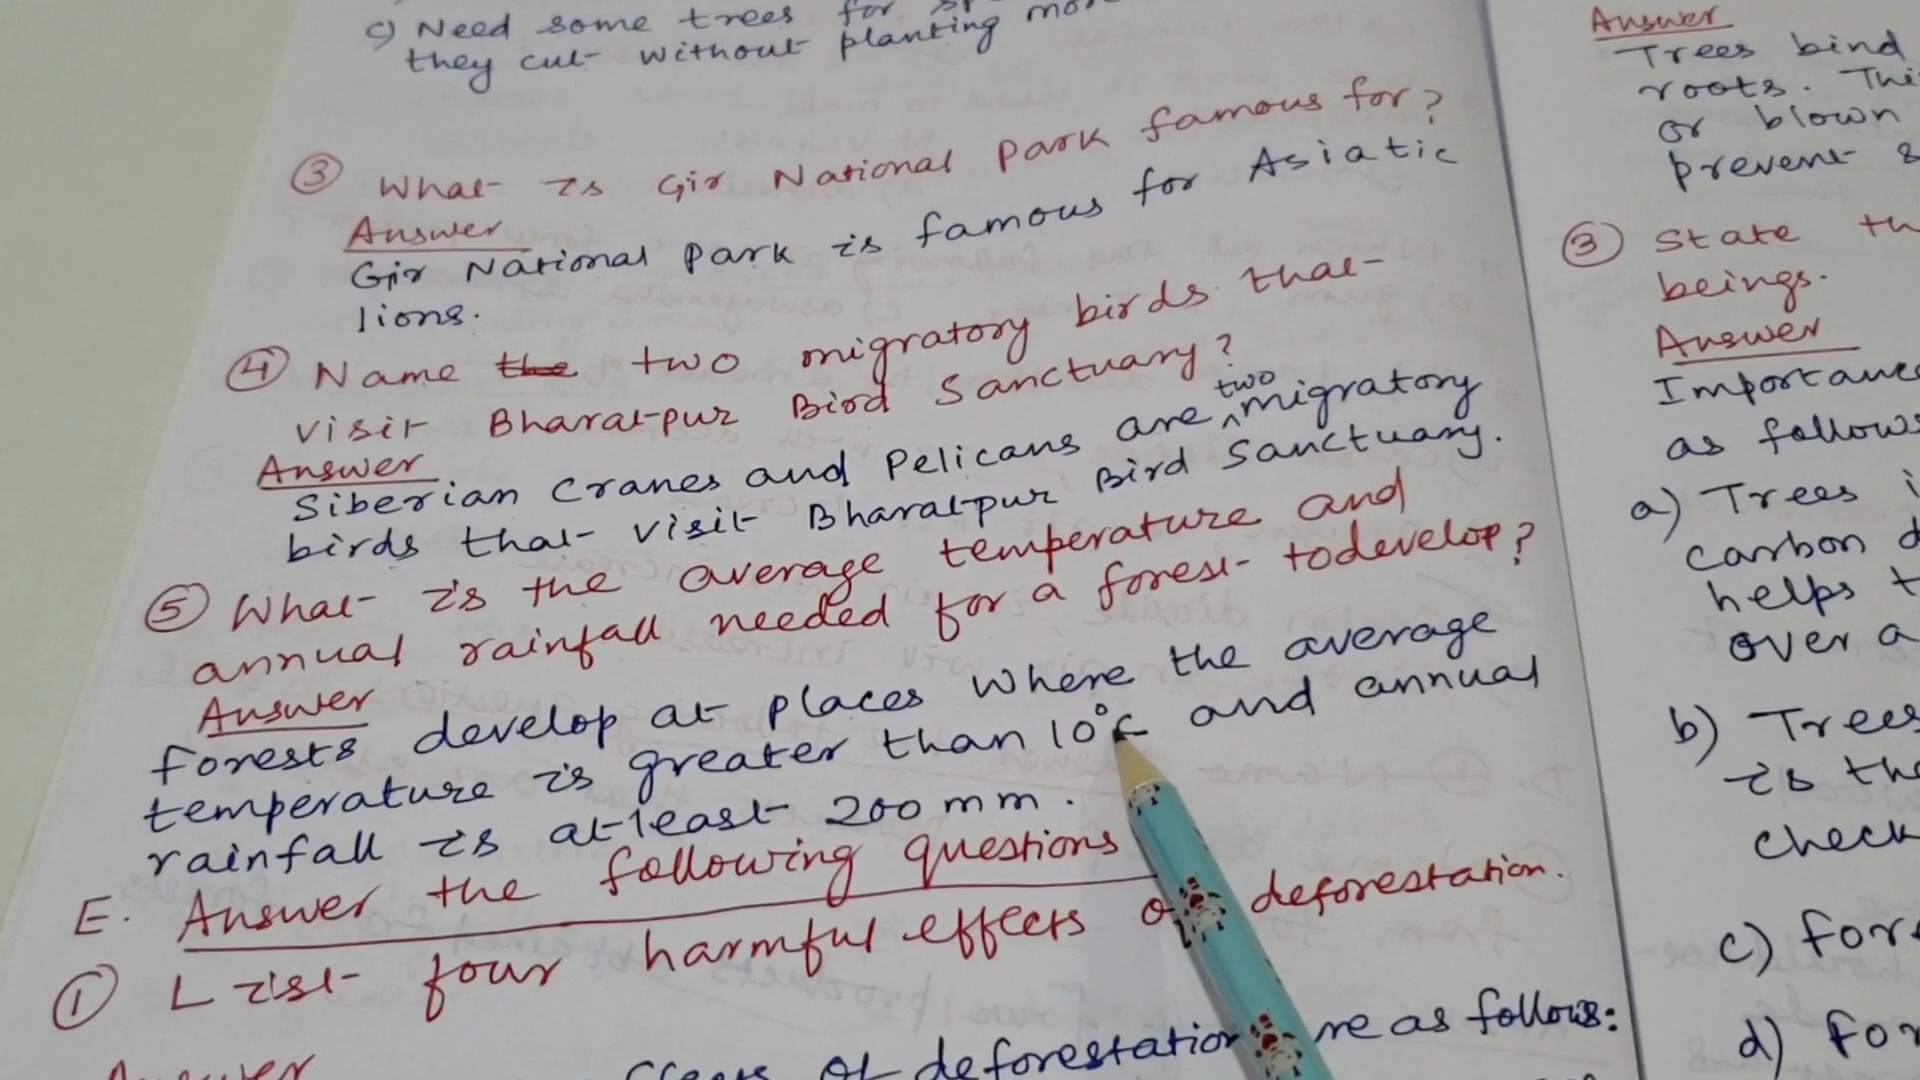 c) Need some trees for
they cut without planting
③ What is Gir National Park famous for?
Answer
Gir National Park is famous for Asiatic
lions.
④ Name the two migratory birds that
visit Bharatpur Bird Sanctuary?
Answer
Siberian Cranes and Pelicans are two migratory
birds that visit Bharatpur Bird Sanctuary.
⑤ What is the average temperature and
annual rainfall needed for a forest to develop?
Answer
Forests develop at places where the average
temperature is greater than 10°C and annual
rainfall is atleast 200 mm.
E. Answer the following questions
① List four harmful effects of deforestation.
Answer
of deforestation are as follows:
Answer
Trees bind
roots.
or blown
prevent
③ State
beings.
Answer
as follows
a) Trees
carbon
helps
over a
b) Trees
is the
check
c)
d)